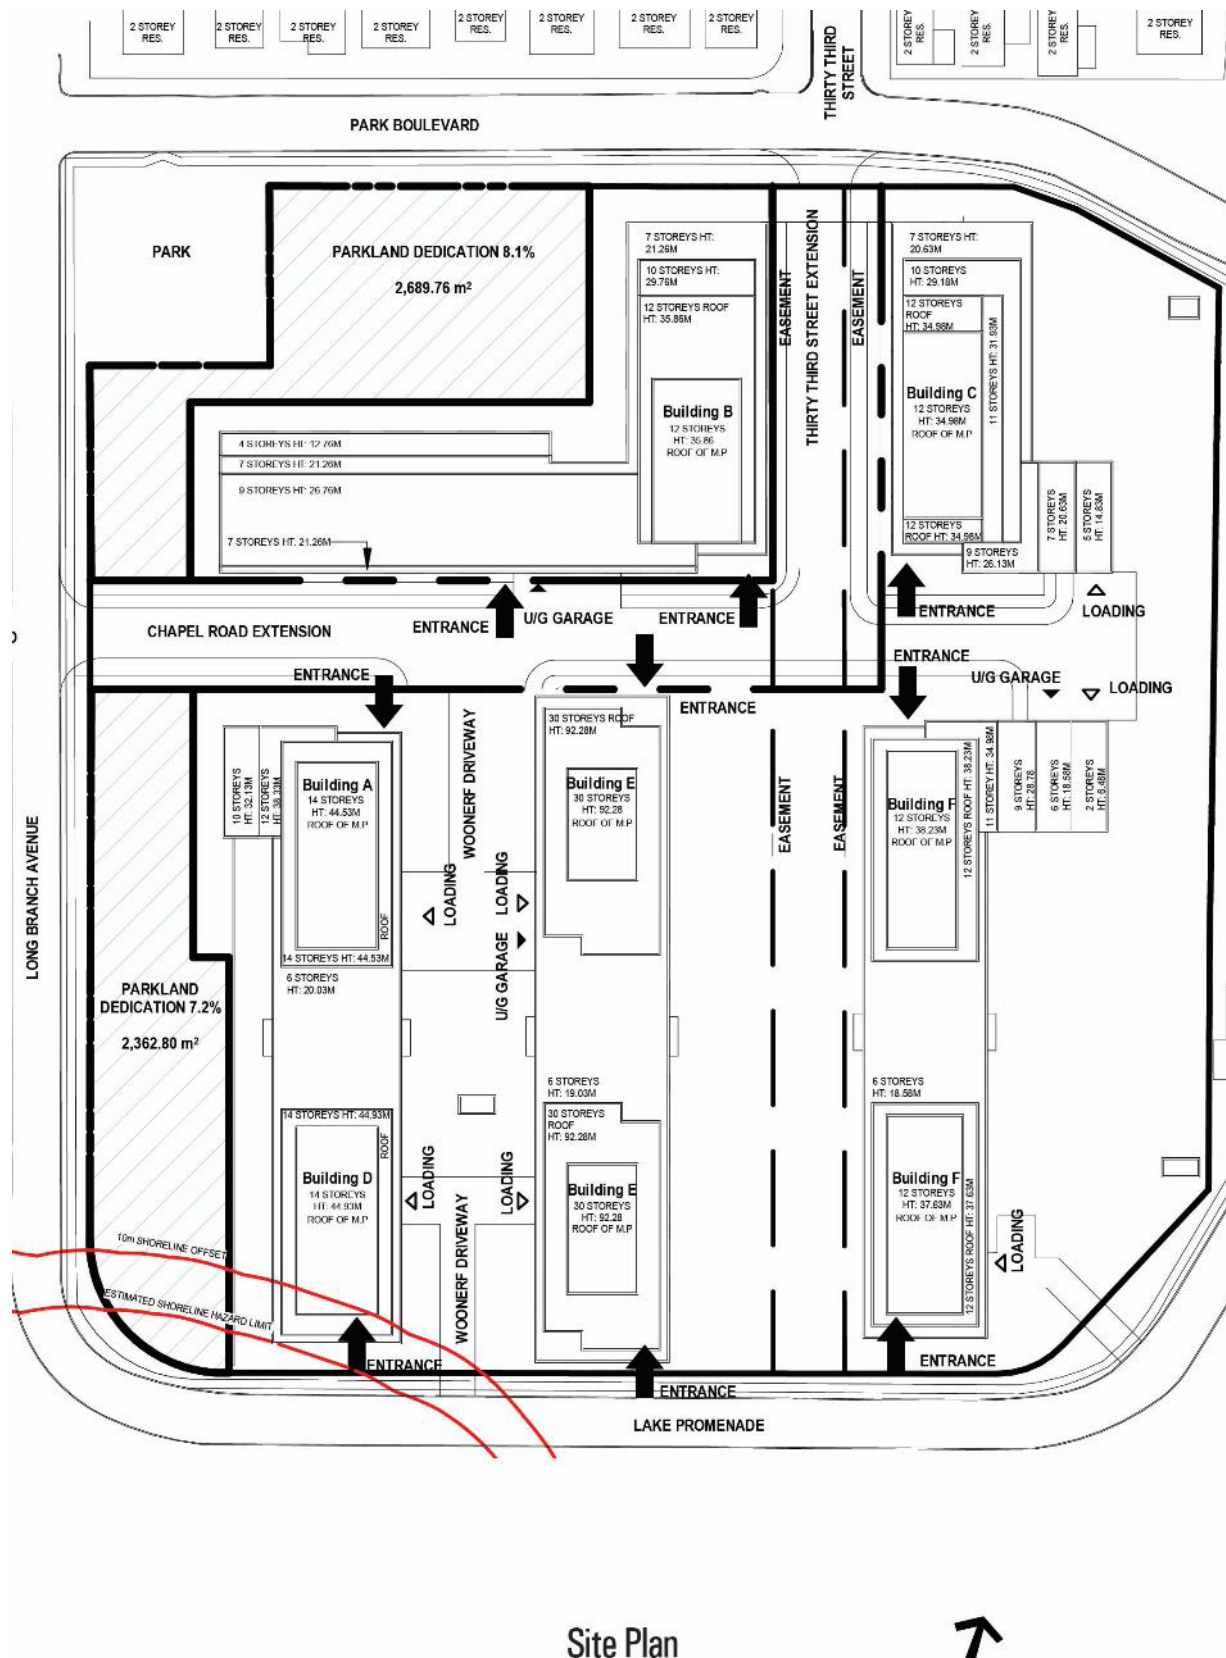 2 STOREY
RES.
2 STOREY
RES.
2 STOREY
RES.
2 STOREY
RES.
2 STOREY
RES.
2 STOREY
RES.
2 STOREY
RES.
2 STOREY
RES.
THIRTY THIRD
STREET
2 STOREY
RES.
2 STOREY
RES.
2 STOREY
RES.
2 STOREY
RES.
PARK BOULEVARD
PARK
PARKLAND DEDICATION 8.1%
2,689.76 m²
7 STOREYS HT:
21.26M
10 STOREYS HT:
29.76M
12 STOREYS ROOF
HT: 35.86M
Building B
12 STOREYS
HT: 35.86
ROOF OF M.P
EASEMENT
THIRTY THIRD STREET EXTENSION
EASEMENT
7 STOREYS HT:
20.63M
10 STOREYS
HT: 29.18M
12 STOREYS
ROOF
HT: 34.98M
11 STOREYS HT: 31.93M
Building C
12 STOREYS
HT: 34.98M
ROOF OF M.P
12 STOREYS
ROOF HT: 34.98M
9 STOREYS
HT: 26.13M
7 STOREYS
HT: 20.63M
5 STOREYS
HT: 14.83M
4 STOREYS HT: 12.76M
7 STOREYS HT: 21.26M
9 STOREYS HT: 26.76M
7 STOREYS HT: 21.26M
ENTRANCE
U/G GARAGE
ENTRANCE
ENTRANCE
LOADING
CHAPEL ROAD EXTENSION
ENTRANCE
ENTRANCE
ENTRANCE
U/G GARAGE
LOADING
10 STOREYS
HT: 32.13M
12 STOREYS
HT: 38.33M
Building A
14 STOREYS
HT: 44.53M
ROOF OF M.P
ROOF
14 STOREYS HT: 44.53M
6 STOREYS
HT: 20.03M
WOONERF DRIVEWAY
LOADING
LOADING
U/G GARAGE
30 STOREYS ROOF
HT: 92.28M
Building E
30 STOREYS
HT: 92.28
ROOF OF M.P
EASEMENT
EASEMENT
Building F
12 STOREYS
HT: 38.23M
ROOF OF M.P
12 STOREYS ROOF HT: 38.23M
11 STOREY HT: 34.98M
9 STOREYS
HT: 28.78
6 STOREYS
HT: 18.58M
2 STOREYS
HT: 6.48M
LONG BRANCH AVENUE
PARKLAND
DEDICATION 7.2%
2,362.80 m²
14 STOREYS HT: 44.93M
ROOF
Building D
14 STOREYS
HT: 44.93M
ROOF OF M.P
LOADING
LOADING
WOONERF DRIVEWAY
6 STOREYS
HT: 19.03M
30 STOREYS
ROOF
HT: 92.28M
Building E
30 STOREYS
HT: 92.28
ROOF OF M.P
6 STOREYS
HT: 18.58M
Building F
12 STOREYS
HT: 37.63M
ROOF OF M.P
12 STOREYS ROOF HT: 37.63M
LOADING
10m SHORELINE OFFSET
ESTIMATED SHORELINE HAZARD LIMIT
ENTRANCE
ENTRANCE
ENTRANCE
LAKE PROMENADE
Site Plan